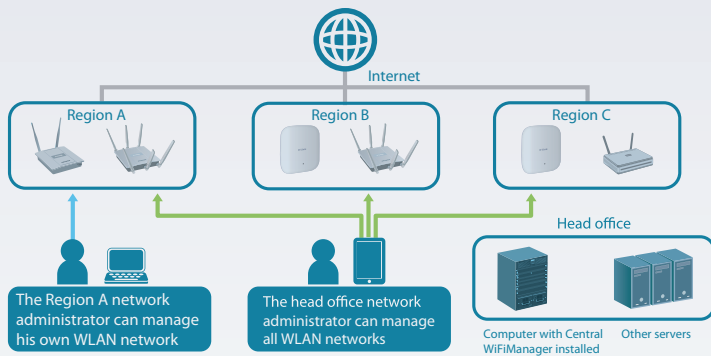 Internet
Region A
Region B
Region C
Head office
The Region A network
administrator can manage
his own WLAN network
The head office network
administrator can manage
all WLAN networks
Computer with Central
WiFiManager installed
Other servers